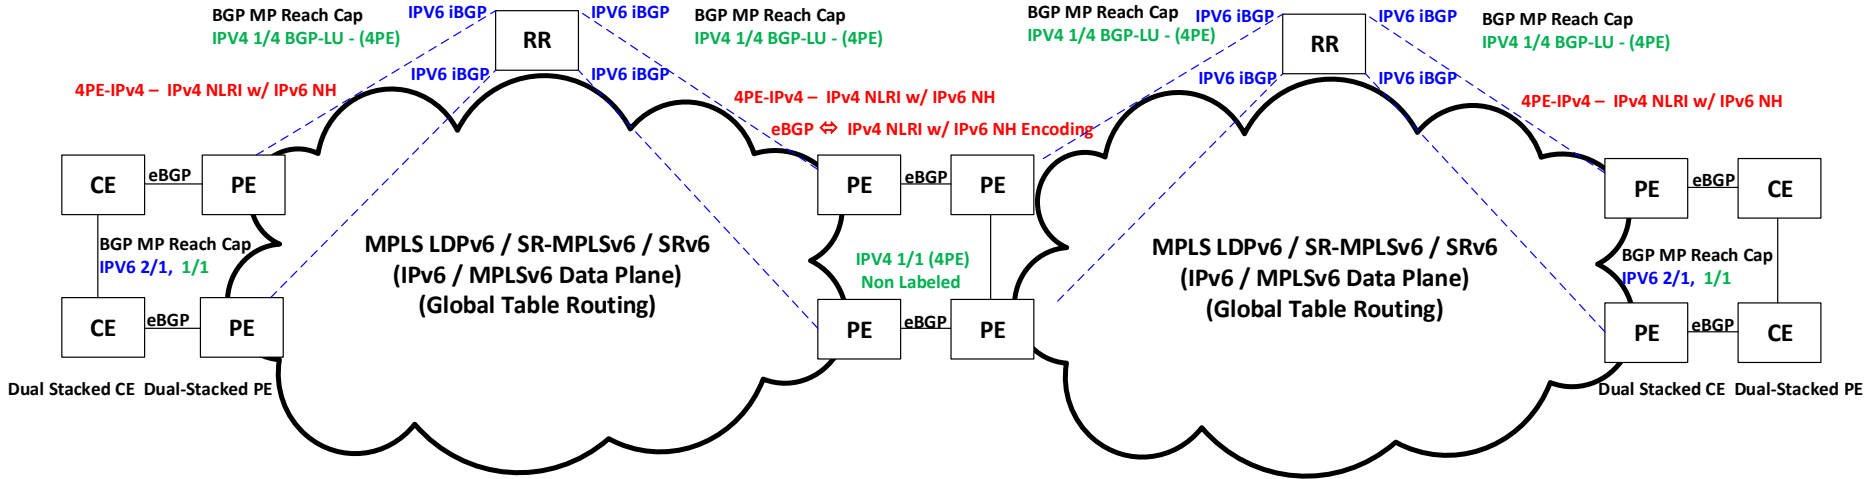 BGP MP Reach Cap
IPV4 1/4 BGP-LU - (4PE)
IPV6 iBGP
RR
IPV6 iBGP
BGP MP Reach Cap
IPV4 1/4 BGP-LU - (4PE)
BGP MP Reach Cap
IPV4 1/4 BGP-LU - (4PE)
IPV6 iBGP
RR
IPV6 iBGP
BGP MP Reach Cap
IPV4 1/4 BGP-LU - (4PE)
IPV6 iBGP
IPV6 iBGP
IPV6 iBGP
IPV6 iBGP
4PE-IPv4 – IPv4 NLRI w/ IPv6 NH
4PE-IPv4 – IPv4 NLRI w/ IPv6 NH
eBGP ⇔ IPv4 NLRI w/ IPv6 NH Encoding
4PE-IPv4 – IPv4 NLRI w/ IPv6 NH
CE
eBGP
PE
PE
eBGP
PE
PE
eBGP
CE
BGP MP Reach Cap
IPV6 2/1, 1/1
MPLS LDPv6 / SR-MPLSv6 / SRv6
(IPv6 / MPLSv6 Data Plane)
(Global Table Routing)
IPV4 1/1 (4PE)
Non Labeled
MPLS LDPv6 / SR-MPLSv6 / SRv6
(IPv6 / MPLSv6 Data Plane)
(Global Table Routing)
BGP MP Reach Cap
IPV6 2/1, 1/1
CE
eBGP
PE
PE
eBGP
PE
PE
eBGP
CE
Dual Stacked CE
Dual-Stacked PE
Dual Stacked CE
Dual-Stacked PE